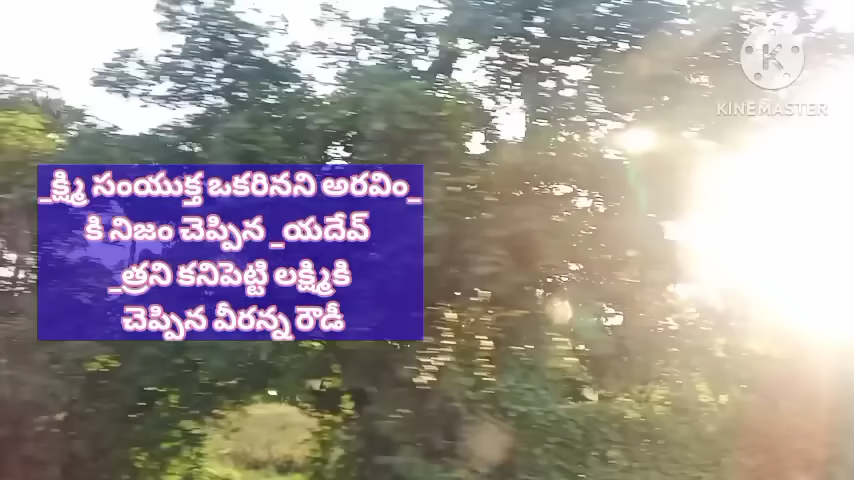 _క్ష్మి సంయుక్త ఒకరినని అరవిం_
కి నిజం చెప్పిన _యదేవ్
_త్రని కనిపెట్టి లక్ష్మికి
చెప్పిన వీరన్న రౌడీ
KINEMASTER